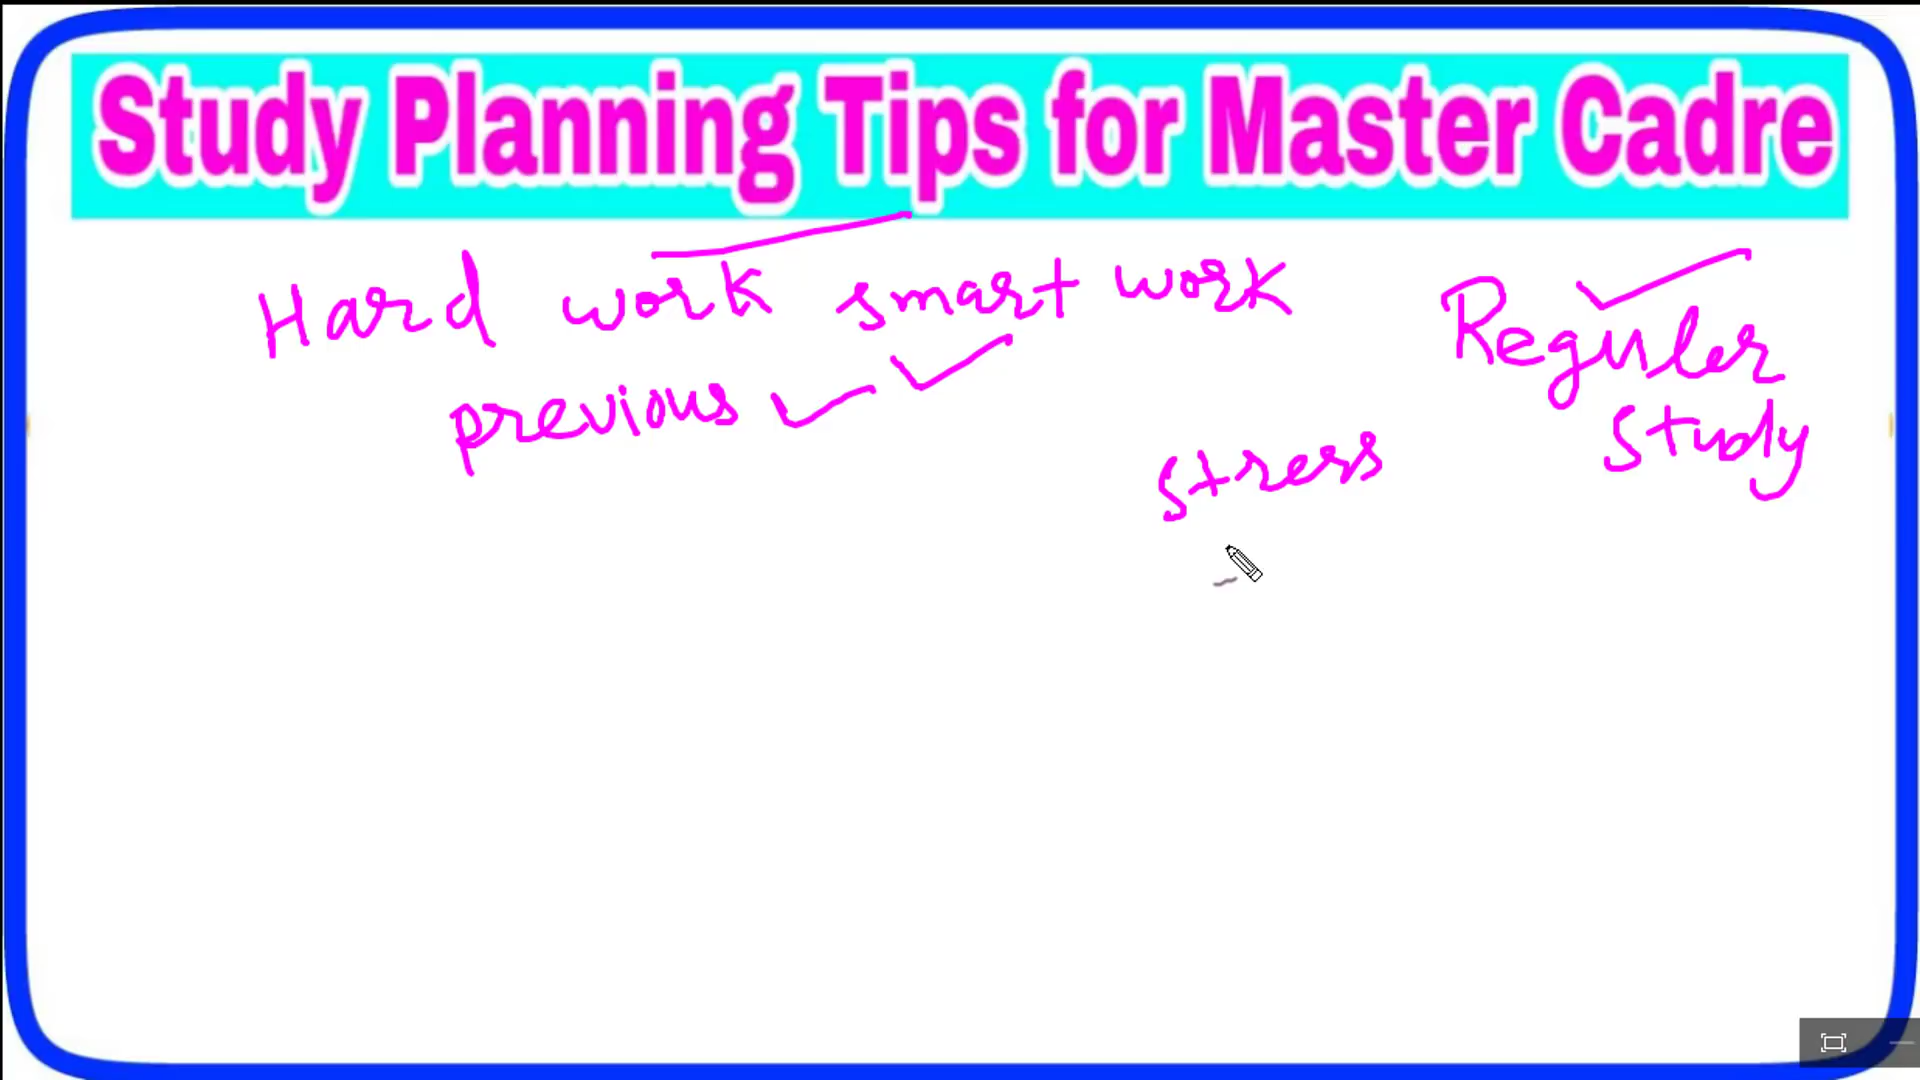 Study Planning Tips for Master Cadre
Hard work smart work
Reguler
previous
study
stress